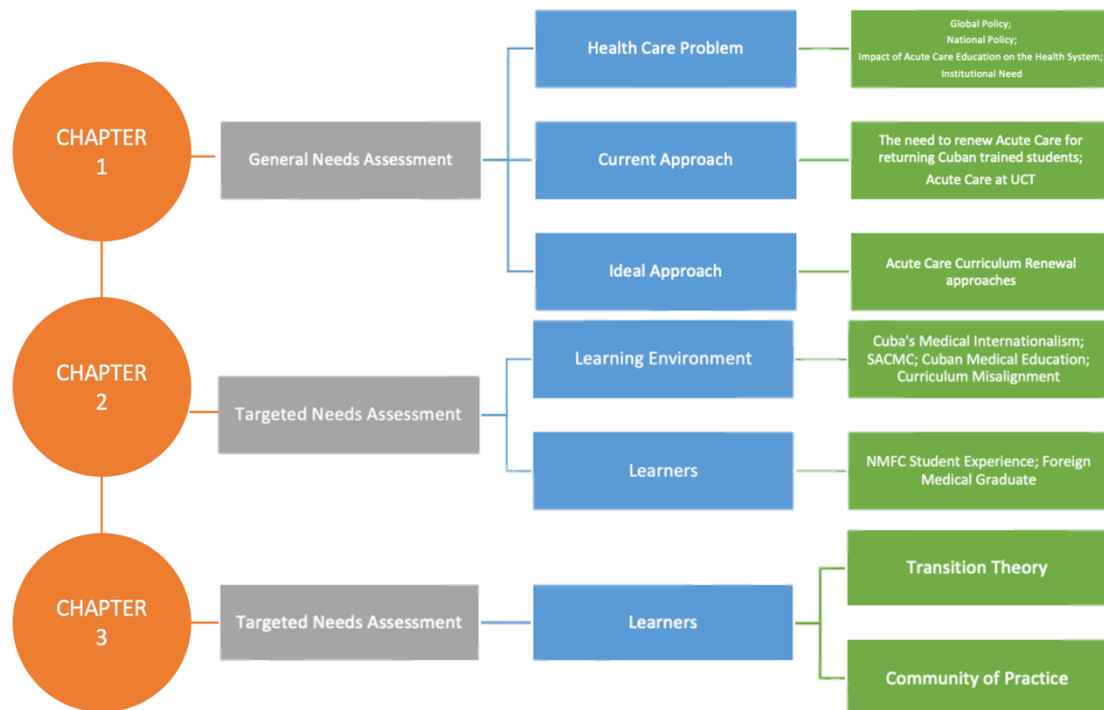 CHAPTER
1
General Needs Assessment
Health Care Problem
Global Policy;
National Policy;
Impact of Acute Care Education on the Health System;
Institutional Need
Current Approach
The need to renew Acute Care for
returning Cuban trained students;
Acute Care at UCT
Ideal Approach
Acute Care Curriculum Renewal
approaches
CHAPTER
2
Targeted Needs Assessment
Learning Environment
Cuba's Medical Internationalism;
SACMC; Cuban Medical Education;
Curriculum Misalignment
Learners
NMFC Student Experience; Foreign
Medical Graduate
CHAPTER
3
Targeted Needs Assessment
Learners
Transition Theory
Community of Practice